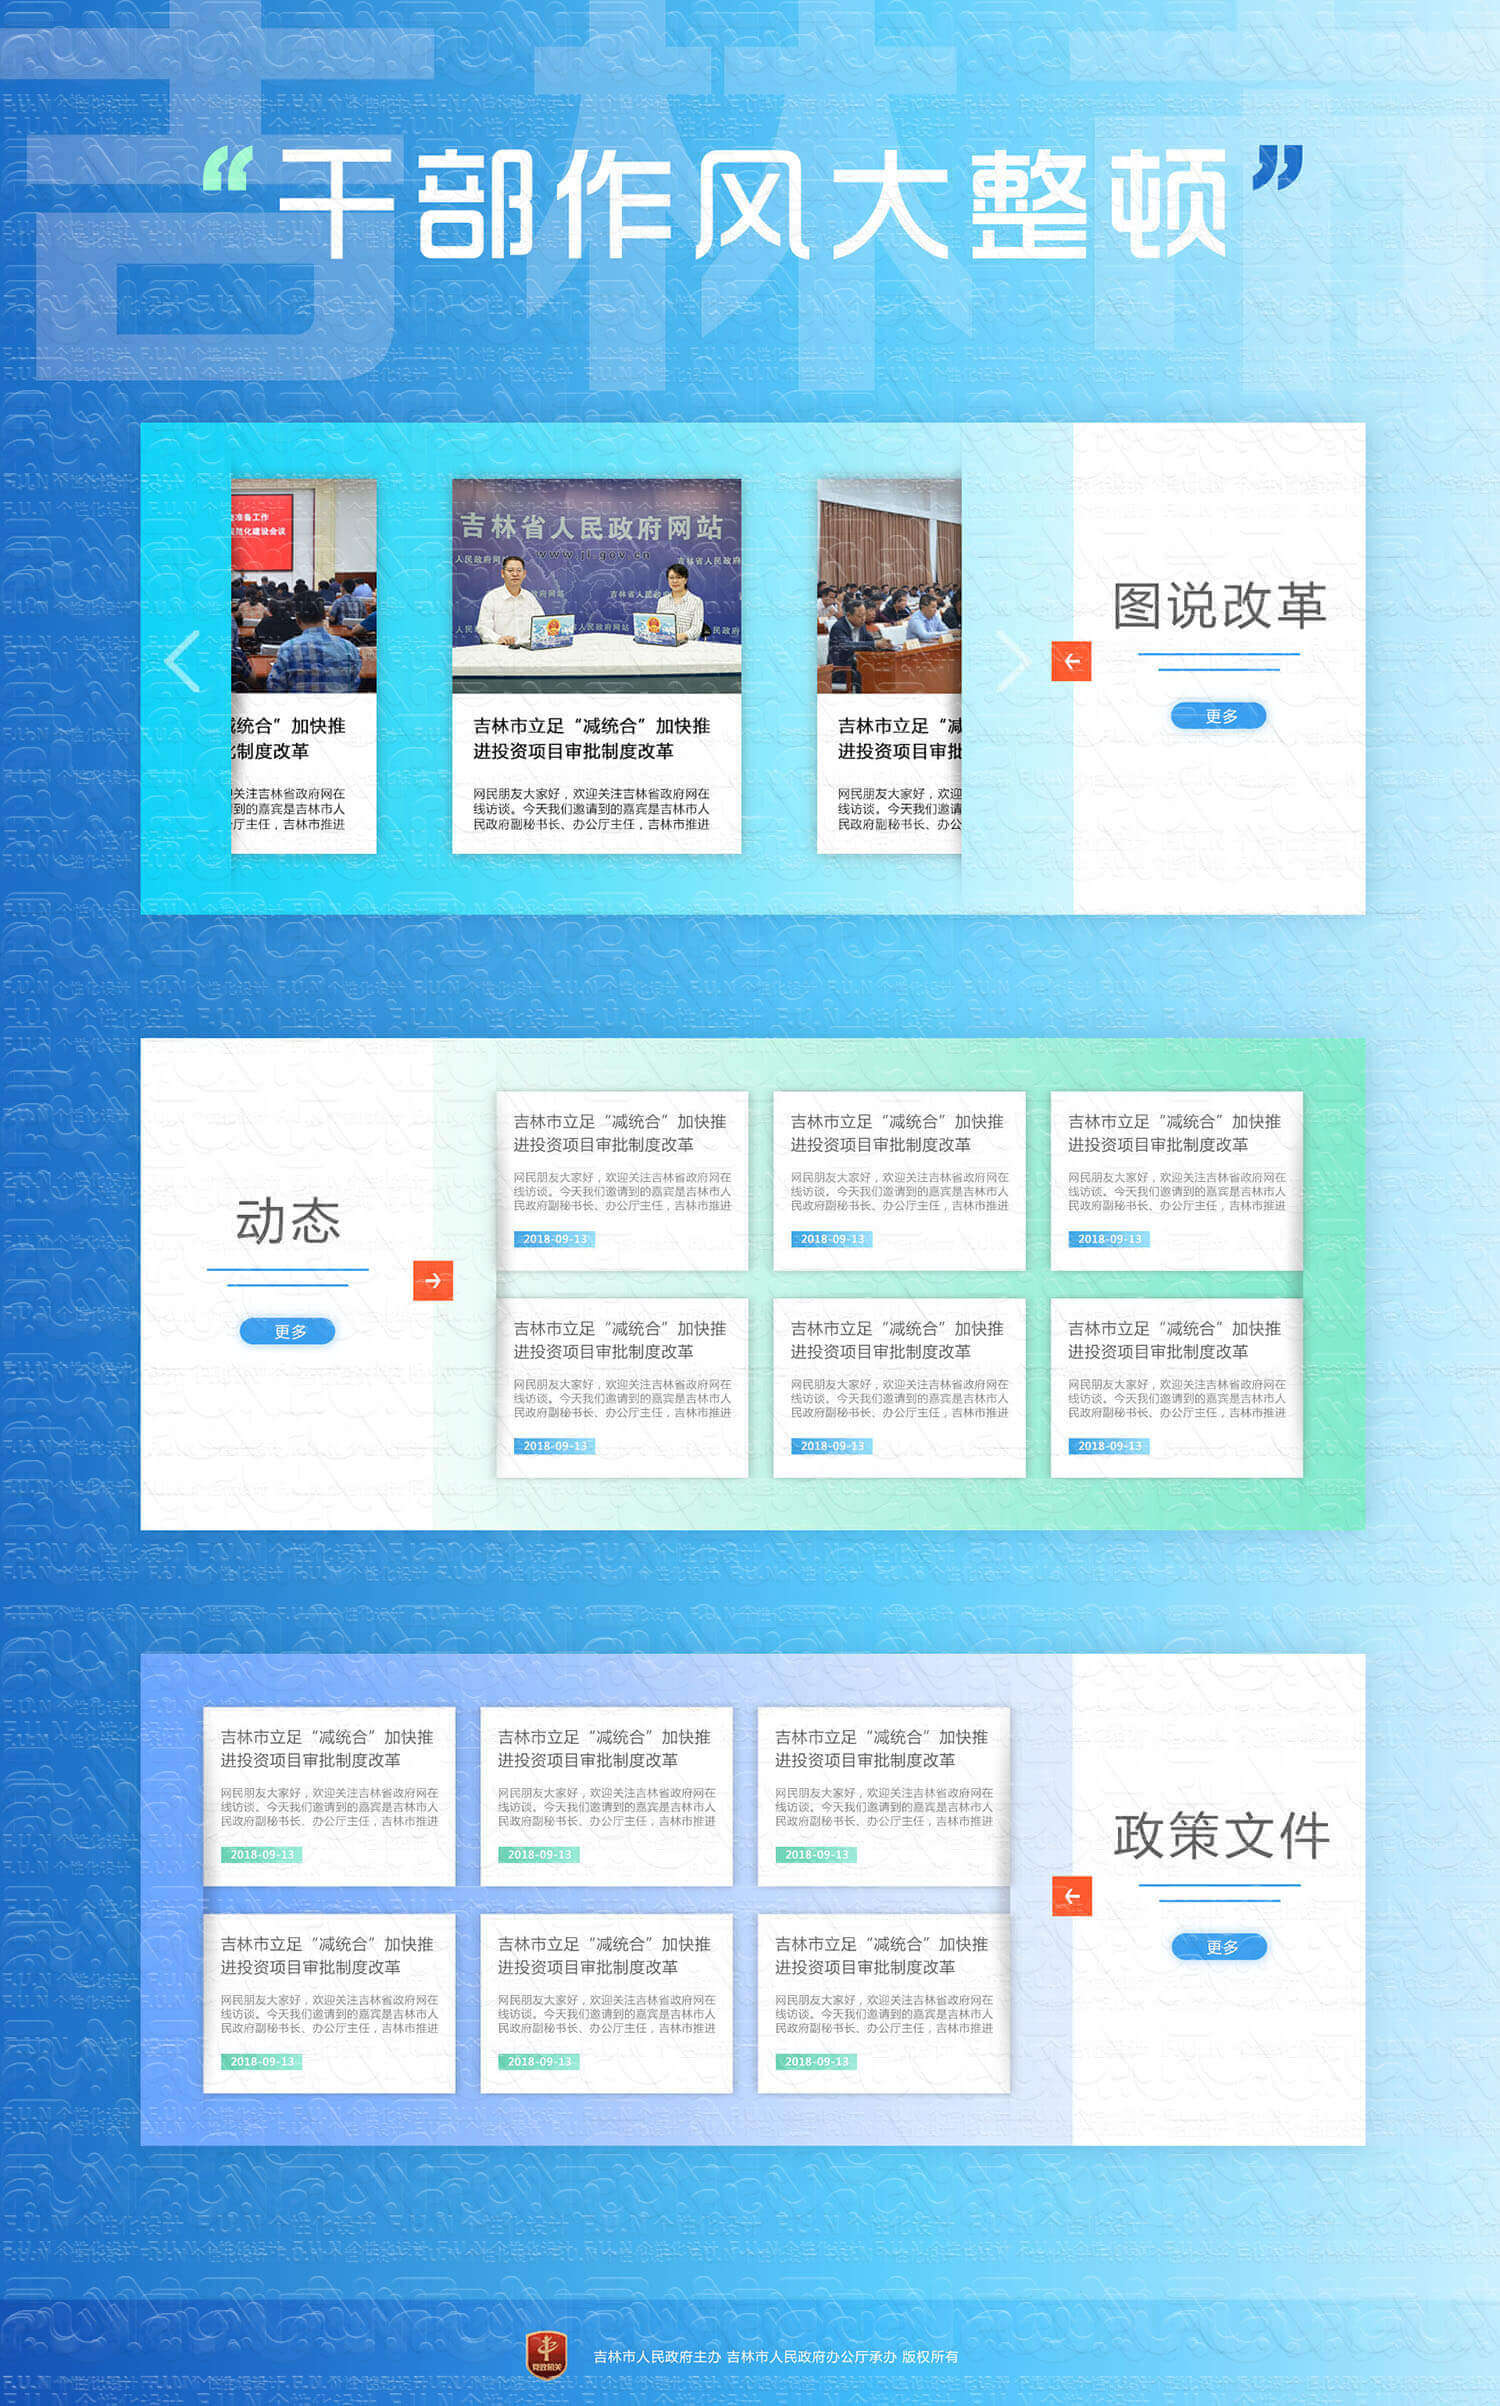 吉林市
“干部作风大整顿”
准备工作
范化建设会议
减统合”加快推
批制度改革
迎关注吉林省政府网在
到的嘉宾是吉林市人
厅主任，吉林市推进
吉林省人民政府网站
www.jl.gov.cn
吉林市立足“减统合”加快推
进投资项目审批制度改革
网民朋友大家好，欢迎关注吉林省政府网在
线访谈。今天我们邀请到的嘉宾是吉林市人
民政府副秘书长、办公厅主任，吉林市推进
吉林市立足“减
进投资项目审批
网民朋友大家好，欢迎
线访谈。今天我们邀请
民政府副秘书长、办公
图说改革
更多
动态
更多
吉林市立足“减统合”加快推
进投资项目审批制度改革
网民朋友大家好，欢迎关注吉林省政府网在
线访谈。今天我们邀请到的嘉宾是吉林市人
民政府副秘书长、办公厅主任，吉林市推进
2018-09-13
吉林市立足“减统合”加快推
进投资项目审批制度改革
网民朋友大家好，欢迎关注吉林省政府网在
线访谈。今天我们邀请到的嘉宾是吉林市人
民政府副秘书长、办公厅主任，吉林市推进
2018-09-13
吉林市立足“减统合”加快推
进投资项目审批制度改革
网民朋友大家好，欢迎关注吉林省政府网在
线访谈。今天我们邀请到的嘉宾是吉林市人
民政府副秘书长、办公厅主任，吉林市推进
2018-09-13
吉林市立足“减统合”加快推
进投资项目审批制度改革
网民朋友大家好，欢迎关注吉林省政府网在
线访谈。今天我们邀请到的嘉宾是吉林市人
民政府副秘书长、办公厅主任，吉林市推进
2018-09-13
吉林市立足“减统合”加快推
进投资项目审批制度改革
网民朋友大家好，欢迎关注吉林省政府网在
线访谈。今天我们邀请到的嘉宾是吉林市人
民政府副秘书长、办公厅主任，吉林市推进
2018-09-13
吉林市立足“减统合”加快推
进投资项目审批制度改革
网民朋友大家好，欢迎关注吉林省政府网在
线访谈。今天我们邀请到的嘉宾是吉林市人
民政府副秘书长、办公厅主任，吉林市推进
2018-09-13
吉林市立足“减统合”加快推
进投资项目审批制度改革
网民朋友大家好，欢迎关注吉林省政府网在
线访谈。今天我们邀请到的嘉宾是吉林市人
民政府副秘书长、办公厅主任，吉林市推进
2018-09-13
吉林市立足“减统合”加快推
进投资项目审批制度改革
网民朋友大家好，欢迎关注吉林省政府网在
线访谈。今天我们邀请到的嘉宾是吉林市人
民政府副秘书长、办公厅主任，吉林市推进
2018-09-13
吉林市立足“减统合”加快推
进投资项目审批制度改革
网民朋友大家好，欢迎关注吉林省政府网在
线访谈。今天我们邀请到的嘉宾是吉林市人
民政府副秘书长、办公厅主任，吉林市推进
2018-09-13
吉林市立足“减统合”加快推
进投资项目审批制度改革
网民朋友大家好，欢迎关注吉林省政府网在
线访谈。今天我们邀请到的嘉宾是吉林市人
民政府副秘书长、办公厅主任，吉林市推进
2018-09-13
吉林市立足“减统合”加快推
进投资项目审批制度改革
网民朋友大家好，欢迎关注吉林省政府网在
线访谈。今天我们邀请到的嘉宾是吉林市人
民政府副秘书长、办公厅主任，吉林市推进
2018-09-13
吉林市立足“减统合”加快推
进投资项目审批制度改革
网民朋友大家好，欢迎关注吉林省政府网在
线访谈。今天我们邀请到的嘉宾是吉林市人
民政府副秘书长、办公厅主任，吉林市推进
2018-09-13
政策文件
更多
党政机关
吉林市人民政府主办 吉林市人民政府办公厅承办 版权所有